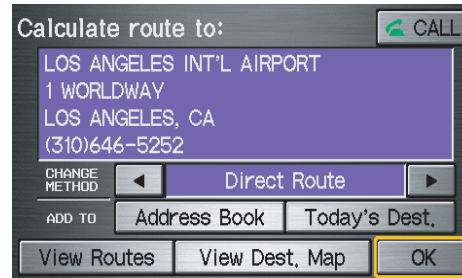 Calculate route to:
CALL
LOS ANGELES INT'L AIRPORT
1 WORLDWAY
LOS ANGELES, CA
(310)646-5252
CHANGE METHOD
Direct Route
ADD TO
Address Book
Today's Dest.
View Routes
View Dest. Map
OK